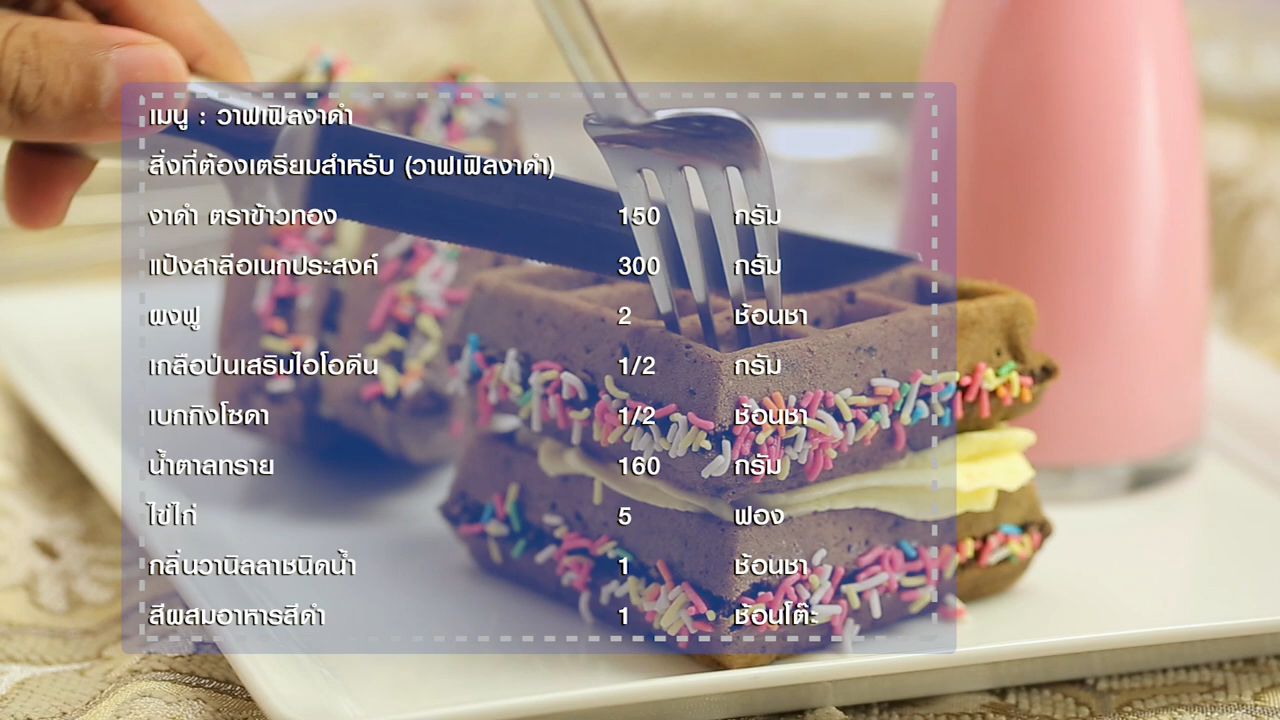 เมนู : วาฟเฟิลงาดำ
สิ่งที่ต้องเตรียมสำหรับ (วาฟเฟิลงาดำ)
งาดำ ตราข้าวทอง 150 กรัม
แป้งสาลีอเนกประสงค์ 300 กรัม
ผงฟู 2 ช้อนชา
เกลือป่นเสริมไอโอดีน 1/2 กรัม
เบกกิงโซดา 1/2 ช้อนชา
น้ำตาลทราย 160 กรัม
ไข่ไก่ 5 ฟอง
กลิ่นวานิลลาชนิดน้ำ 1 ช้อนชา
สีผสมอาหารสีดำ 1 ช้อนโต๊ะ